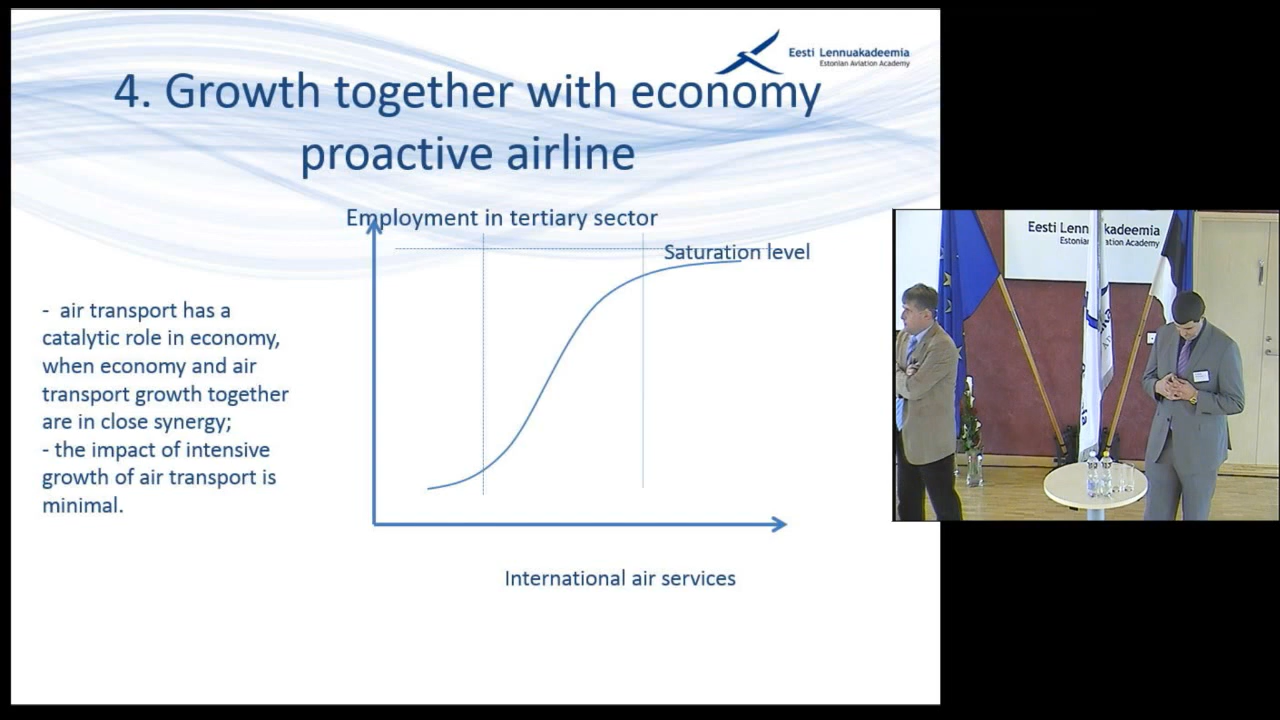 Eesti Lennuakadeemia
Estonian Aviation Academy
4. Growth together with economy
proactive airline
Employment in tertiary sector
Saturation level
- air transport has a
catalytic role in economy,
when economy and air
transport growth together
are in close synergy;
- the impact of intensive
growth of air transport is
minimal.
International air services
Eesti Lenn kadeemia
Estonia ation Academy